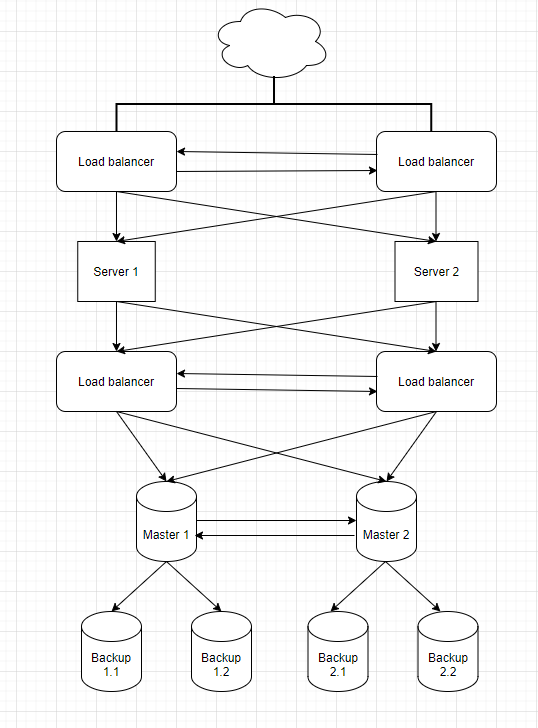 Load balancer
Load balancer
Server 1
Server 2
Load balancer
Load balancer
Master 1
Master 2
Backup
1.1
Backup
1.2
Backup
2.1
Backup
2.2